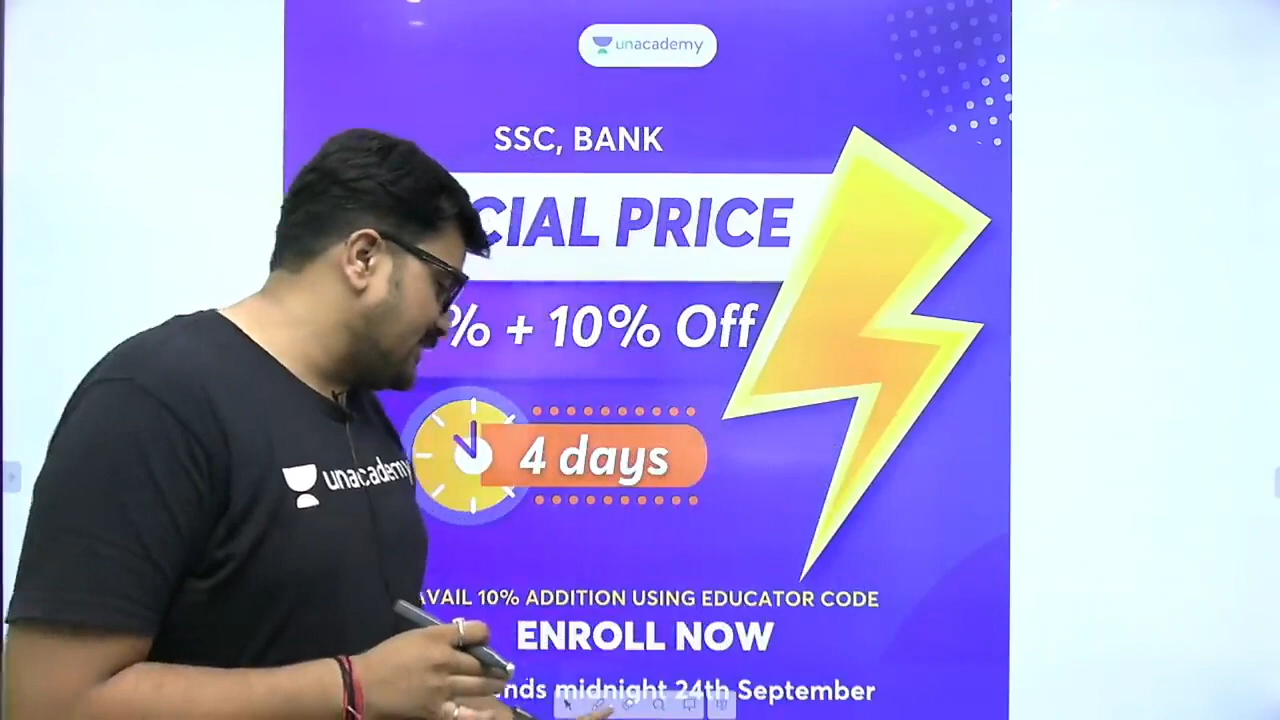 unacademy
SSC, BANK
CIAL PRICE
% + 10% Off
4 days
unacademy
VAIL 10% ADDITION USING EDUCATOR CODE
ENROLL NOW
nds midnight 24th September